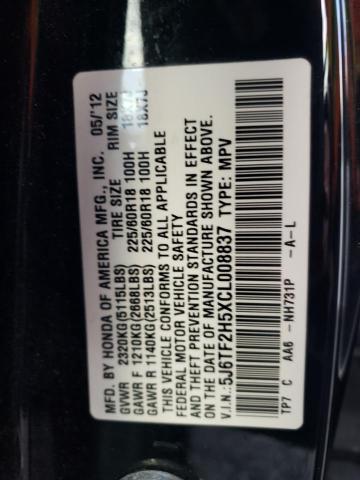 MFD. BY HONDA OF AMERICA MFG., INC. 05/'12
GVWR 2320KG(5115LBS) TIRE SIZE RIM SIZE
GAWR F 1210KG(2668LBS) 225/60R18 100H 18X7J
GAWR R 1140KG(2513LBS) 225/60R18 100H 18X7J
THIS VEHICLE CONFORMS TO ALL APPLICABLE
FEDERAL MOTOR VEHICLE SAFETY
AND THEFT PREVENTION STANDARDS IN EFFECT
ON THE DATE OF MANUFACTURE SHOWN ABOVE.
V.I.N.: 5J6TF2H5XCL008837 TYPE: MPV
TP7 C AA6 -NH731P -A-L